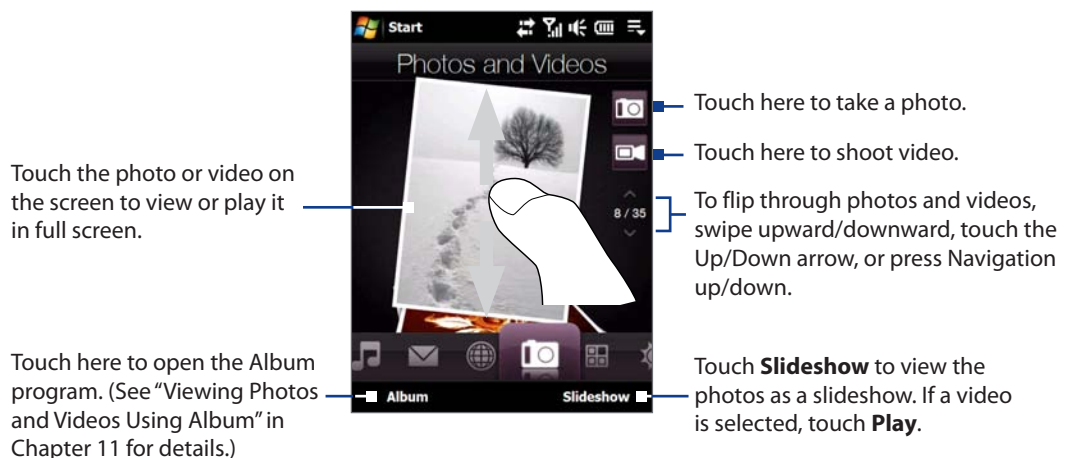 Start
Photos and Videos
8 / 35
Album
Slideshow
Touch the photo or video on
the screen to view or play it
in full screen.
Touch here to open the Album
program. (See “Viewing Photos
and Videos Using Album” in
Chapter 11 for details.)
Touch here to take a photo.
Touch here to shoot video.
To flip through photos and videos,
swipe upward/downward, touch the
Up/Down arrow, or press Navigation
up/down.
Touch Slideshow to view the
photos as a slideshow. If a video
is selected, touch Play.